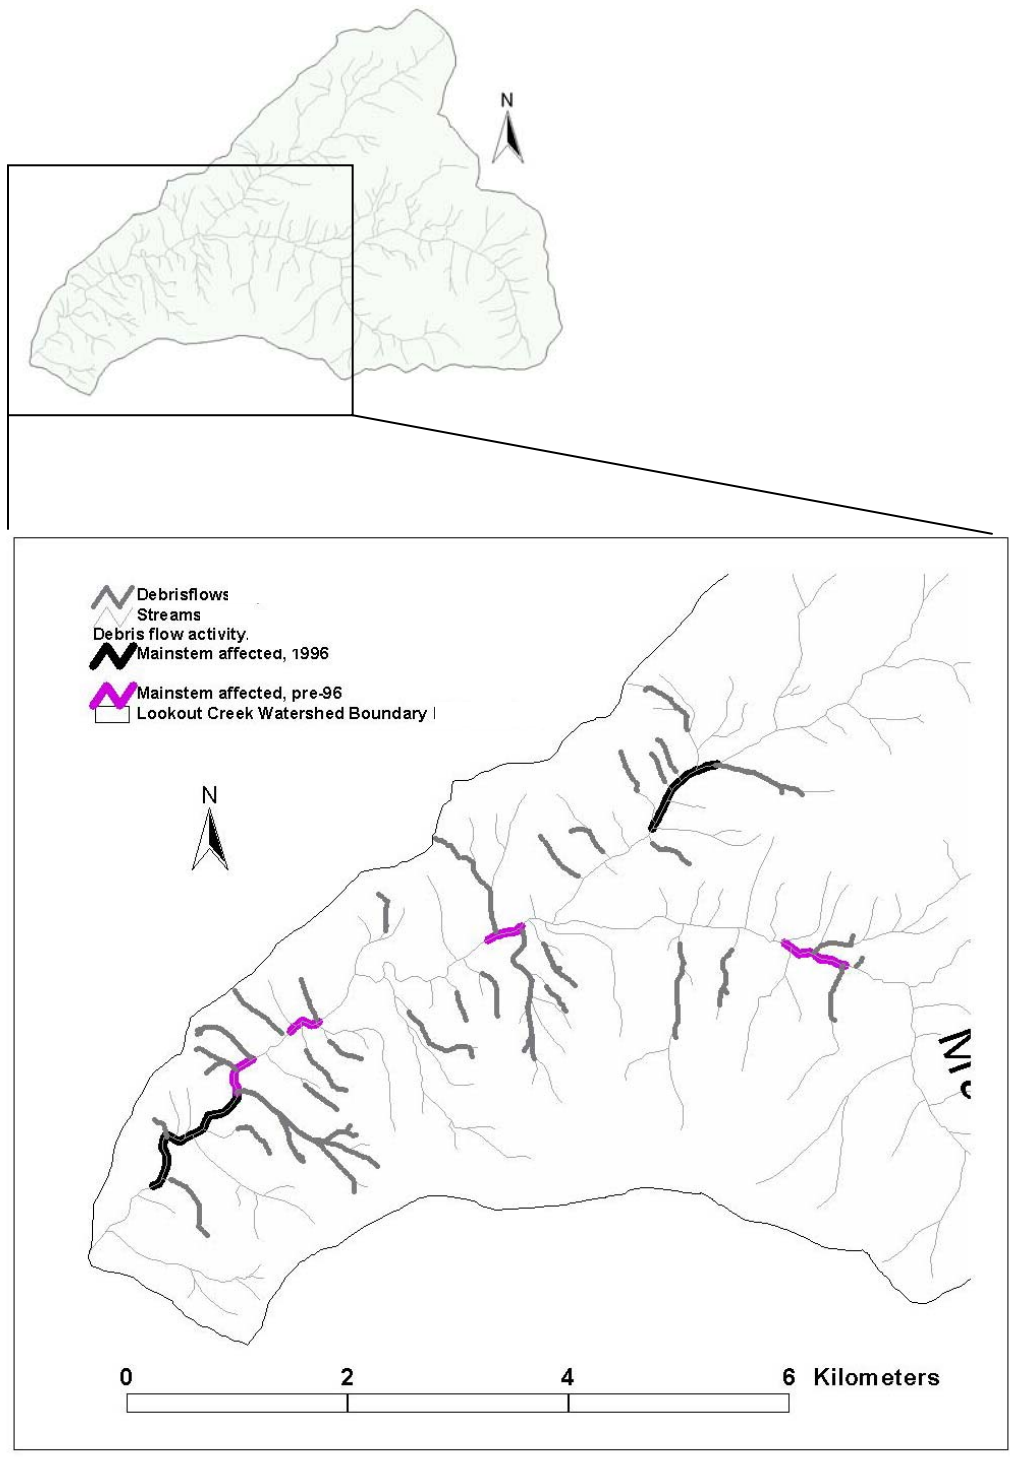 N
Debrisflows
Streams
Debris flow activity.
Mainstem affected, 1996
Mainstem affected, pre-96
Lookout Creek Watershed Boundary
N
0 2 4 6 Kilometers